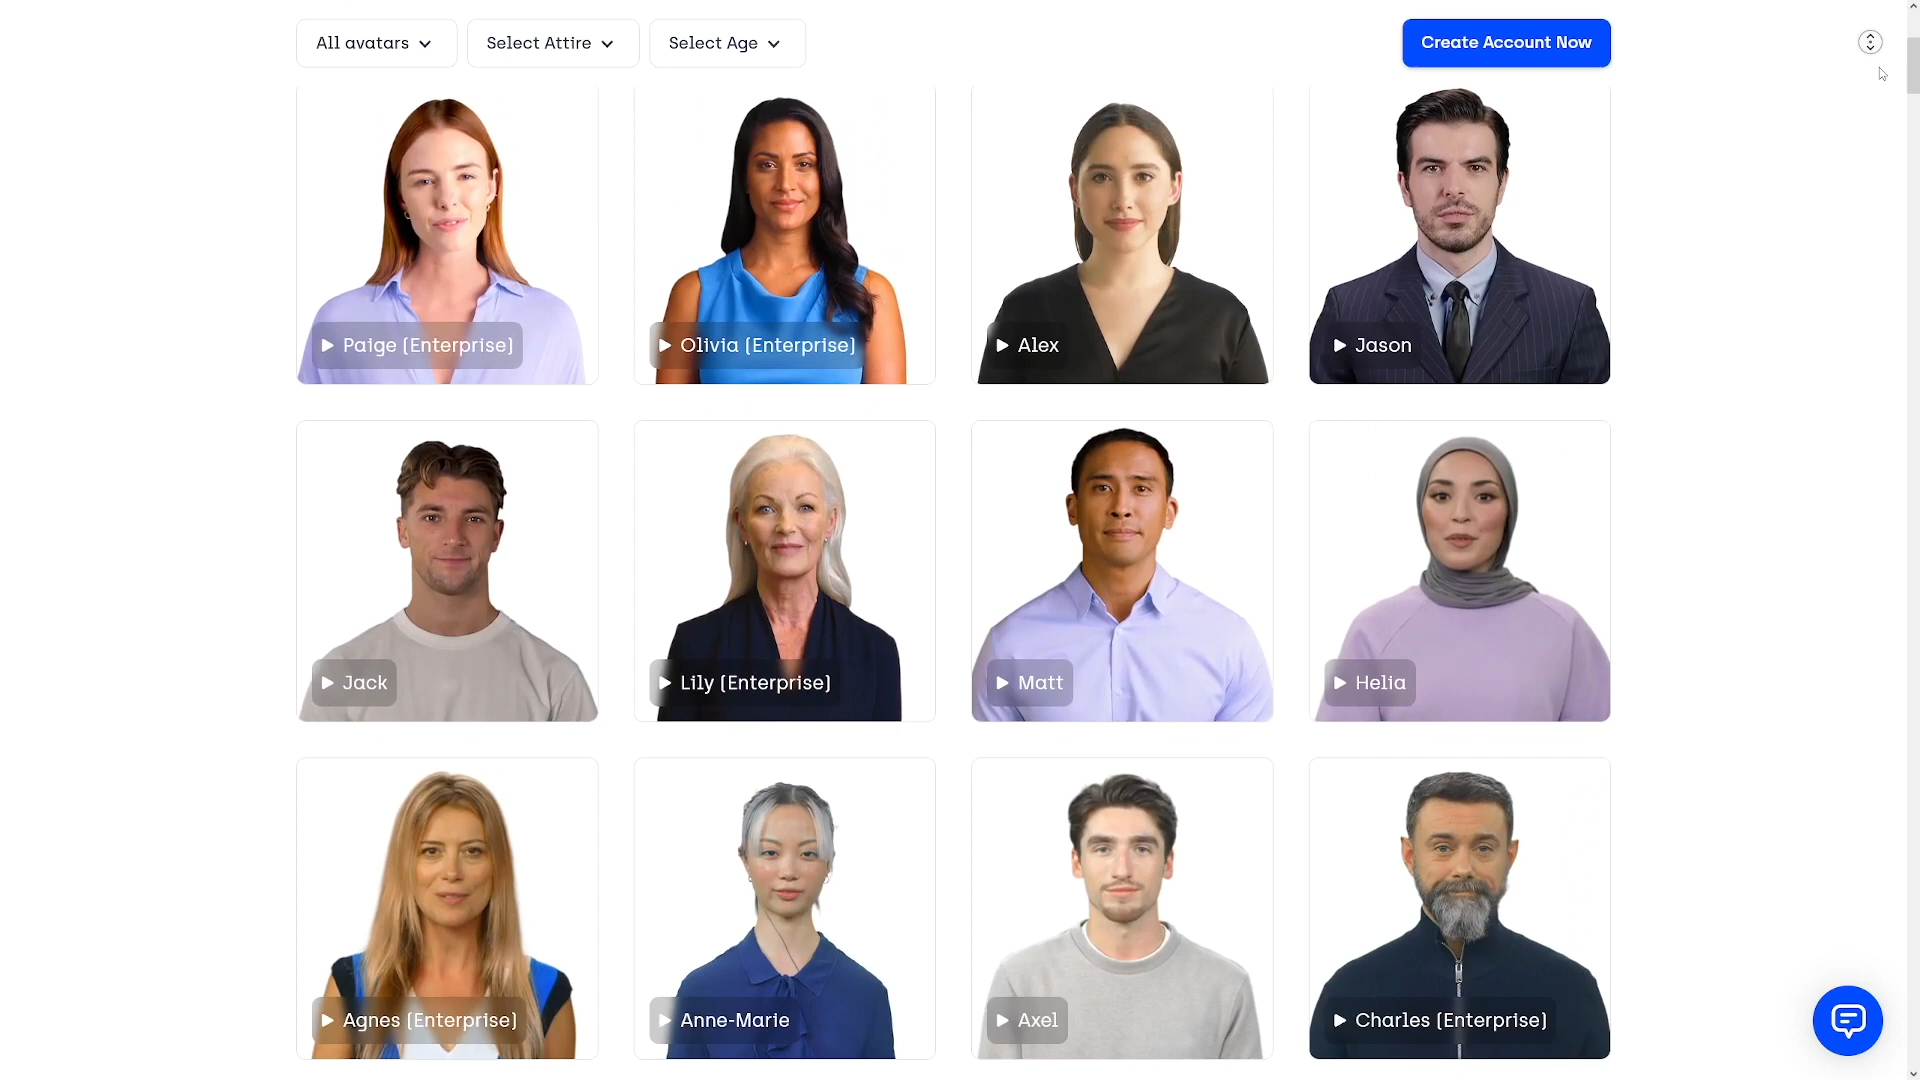 All avatars
Select Attire
Select Age
Create Account Now
Paige (Enterprise)
Olivia (Enterprise)
Alex
Jason
Jack
Lily (Enterprise)
Matt
Helia
Agnes (Enterprise)
Anne-Marie
Axel
Charles (Enterprise)